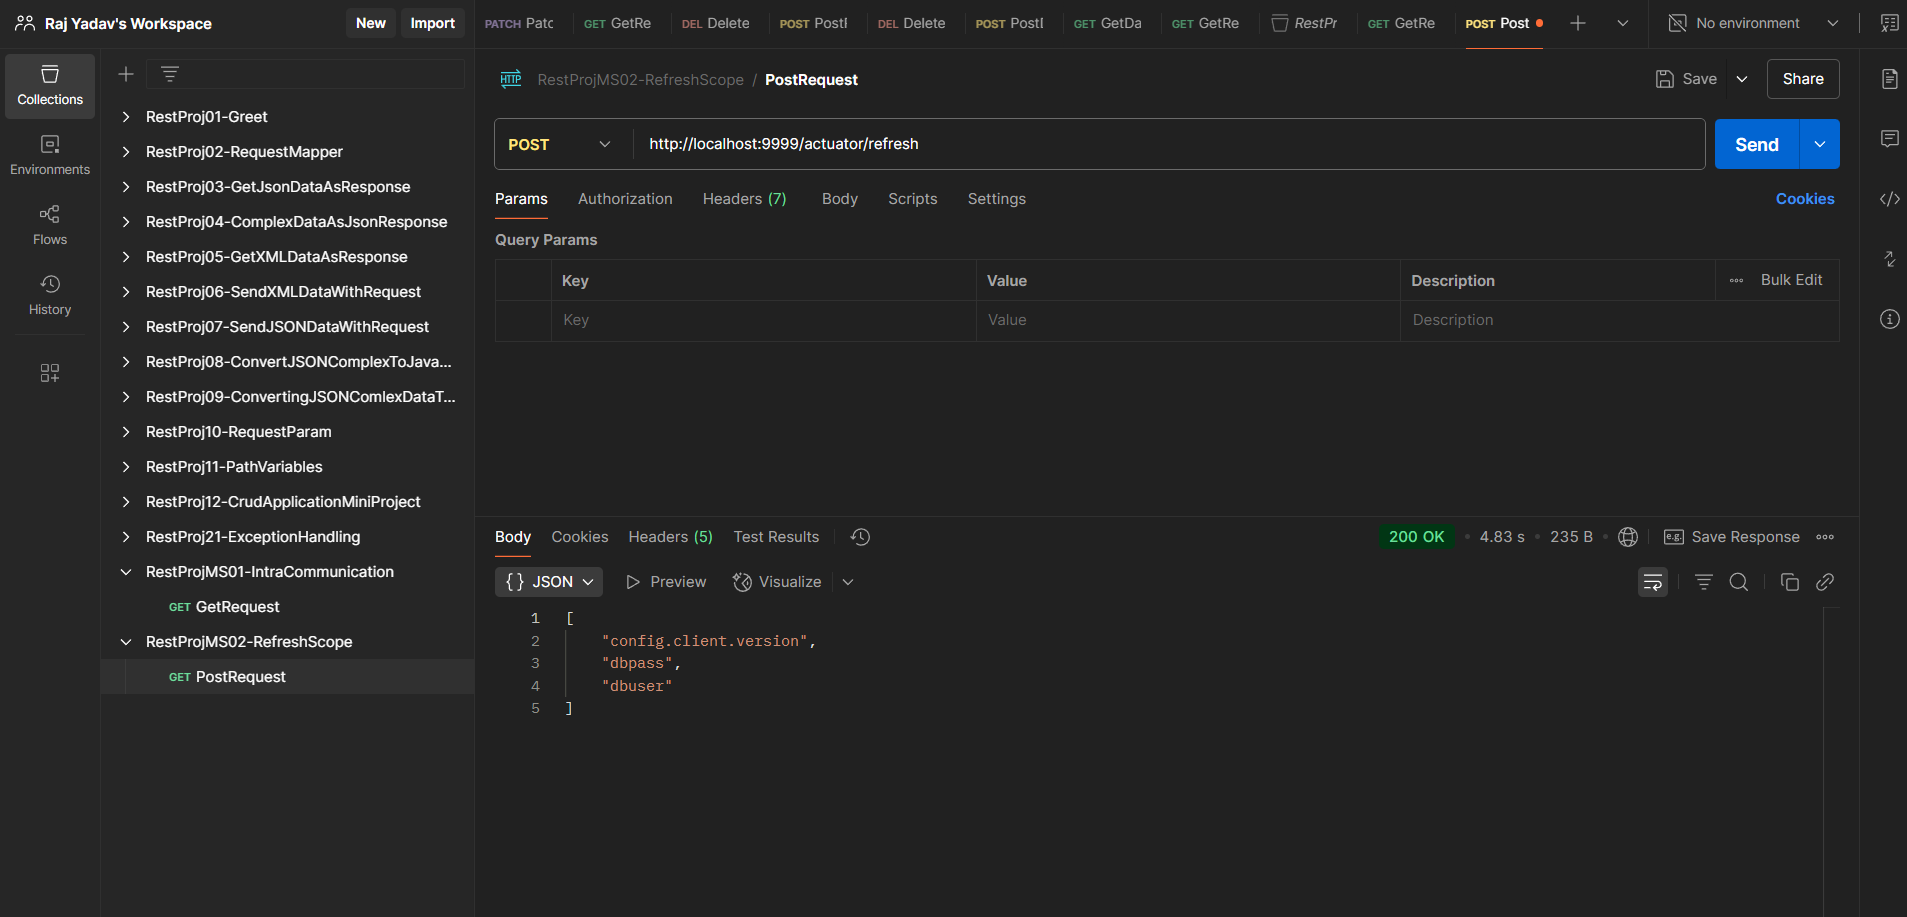 Raj Yadav's Workspace
New
Import
PATCH Patc
GET GetRe
DEL Delete
POST PostF
DEL Delete
POST PostD
GET GetDa
GET GetRe
RestPr
GET GetRe
POST Post
No environment
Collections
Environments
Flows
History
RestProj01-Greet
RestProj02-RequestMapper
RestProj03-GetJsonDataAsResponse
RestProj04-ComplexDataAsJsonResponse
RestProj05-GetXMLDataAsResponse
RestProj06-SendXMLDataWithRequest
RestProj07-SendJSONDataWithRequest
RestProj08-ConvertJSONComplexToJava...
RestProj09-ConvertingJSONComlexDataT...
RestProj10-RequestParam
RestProj11-PathVariables
RestProj12-CrudApplicationMiniProject
RestProj21-ExceptionHandling
RestProjMS01-IntraCommunication
GET GetRequest
RestProjMS02-RefreshScope
GET PostRequest
HTTP RestProjMS02-RefreshScope / PostRequest
Save
Share
POST
http://localhost:9999/actuator/refresh
Send
Params
Authorization
Headers (7)
Body
Scripts
Settings
Cookies
Query Params
Key
Value
Description
Bulk Edit
Key
Value
Description
Body
Cookies
Headers (5)
Test Results
200 OK
4.83 s
235 B
e.g. Save Response
{} JSON
Preview
Visualize
1 [
2 "config.client.version",
3 "dbpass",
4 "dbuser"
5 ]